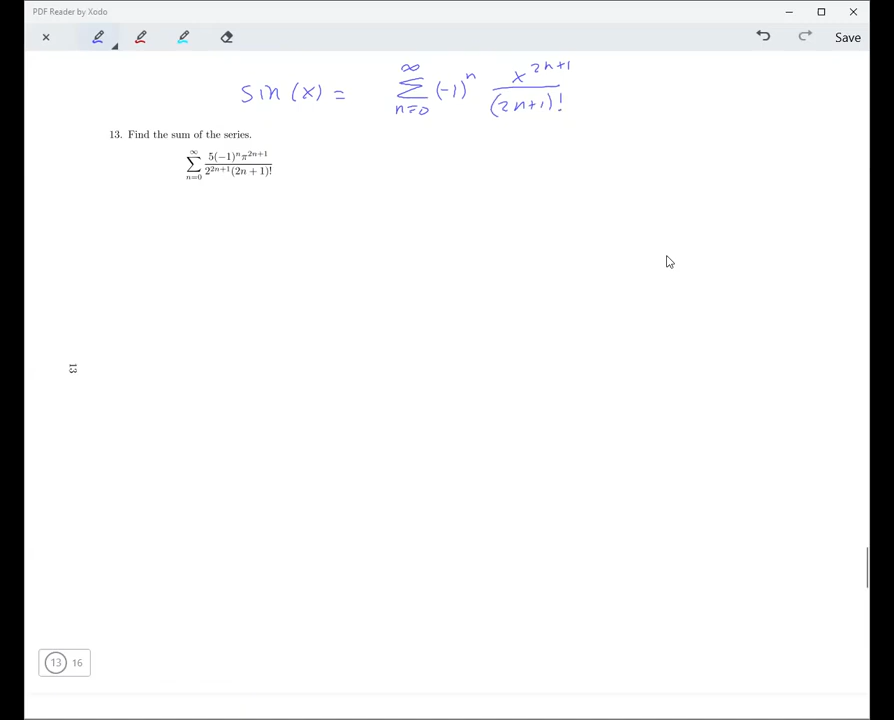 PDF Reader by Xodo
Save
sin (x) = ∑_{n=0}^{∞} (-1)^n x^{2n+1}/(2n+1)!
13. Find the sum of the series.
∑_{n=0}^{∞} 5(−1)^n π^{2n+1}/2^{2n+1}(2n + 1)!
13
13 16